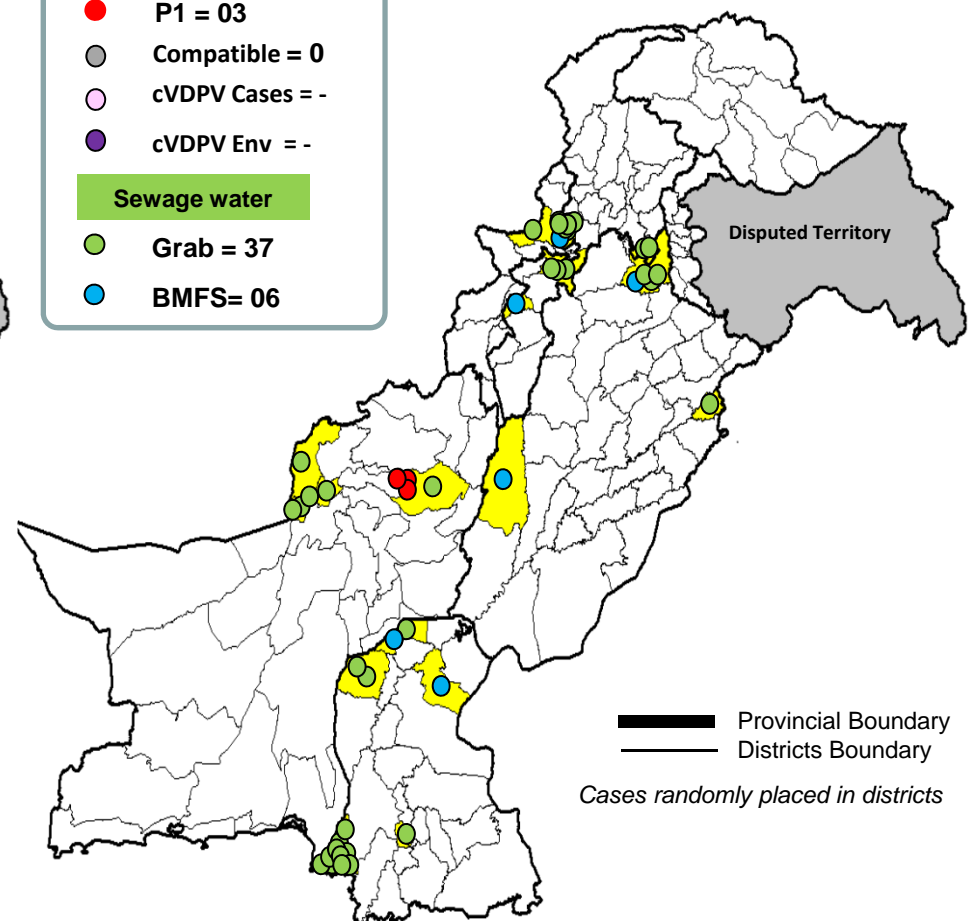 P1 = 03
Compatible = 0
cVDPV Cases = -
cVDPV Env = -
Sewage water
Grab = 37
BMFS= 06
Disputed Territory
Provincial Boundary
Districts Boundary
Cases randomly placed in districts